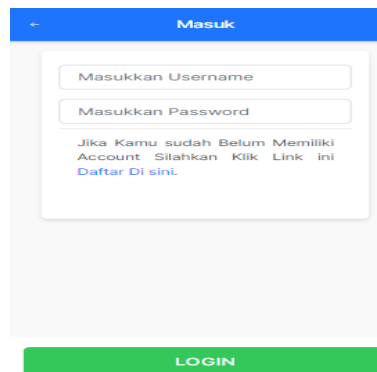 ← Masuk
Masukkan Username
Masukkan Password
Jika Kamu sudah Belum Memiliki
Account Silahkan Klik Link ini
Daftar Di sini.
LOGIN